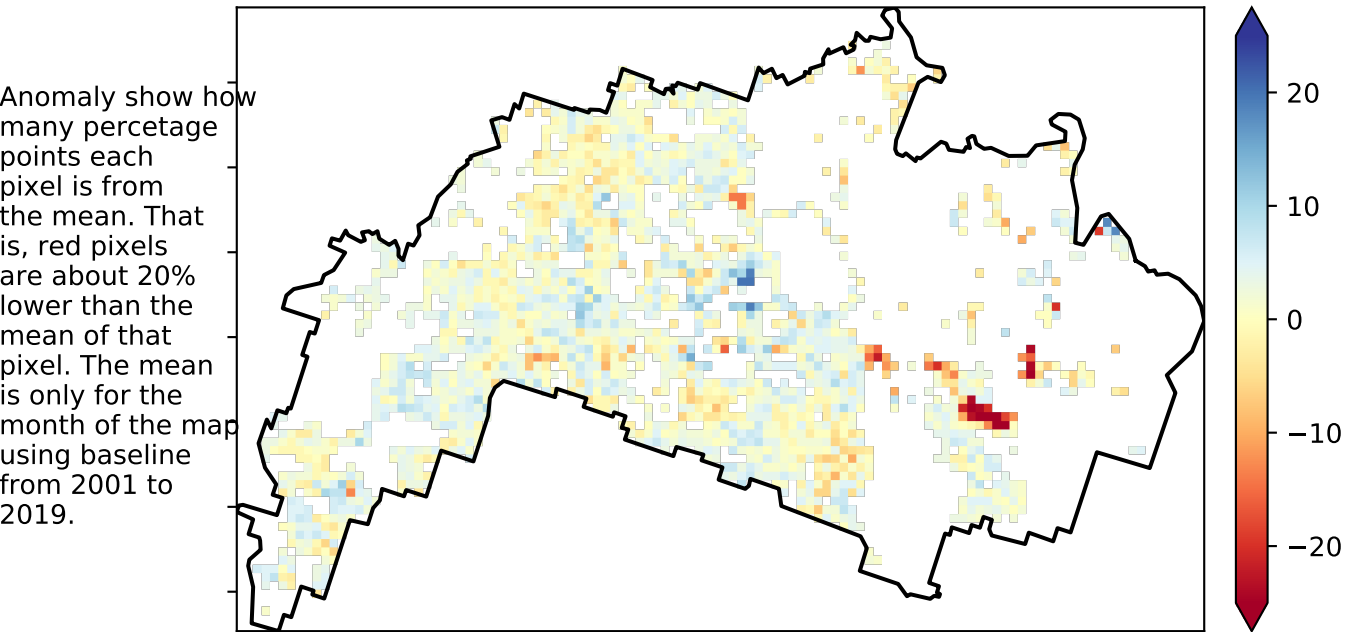 Anomaly show how
many percetage
points each
pixel is from
the mean. That
is, red pixels
are about 20%
lower than the
mean of that
pixel. The mean
is only for the
month of the map
using baseline
from 2001 to
2019.
20
10
0
−10
−20